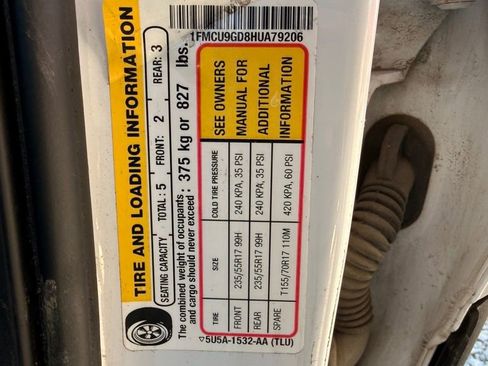 1FMCU9GD8HUA79206
TIRE AND LOADING INFORMATION
SEATING CAPACITY TOTAL : 5 FRONT: 2 REAR: 3
The combined weight of occupants and cargo should never exceed : 375 kg or 827 lbs.
TIRE SIZE COLD TIRE PRESSURE
FRONT 235/55R17 99H 240 KPA, 35 PSI
REAR 235/55R17 99H 240 KPA, 35 PSI
SPARE T155/70R17 110M 420 KPA, 60 PSI
SEE OWNERS
MANUAL FOR
ADDITIONAL
INFORMATION
▽5U5A-1532-AA (TLU)